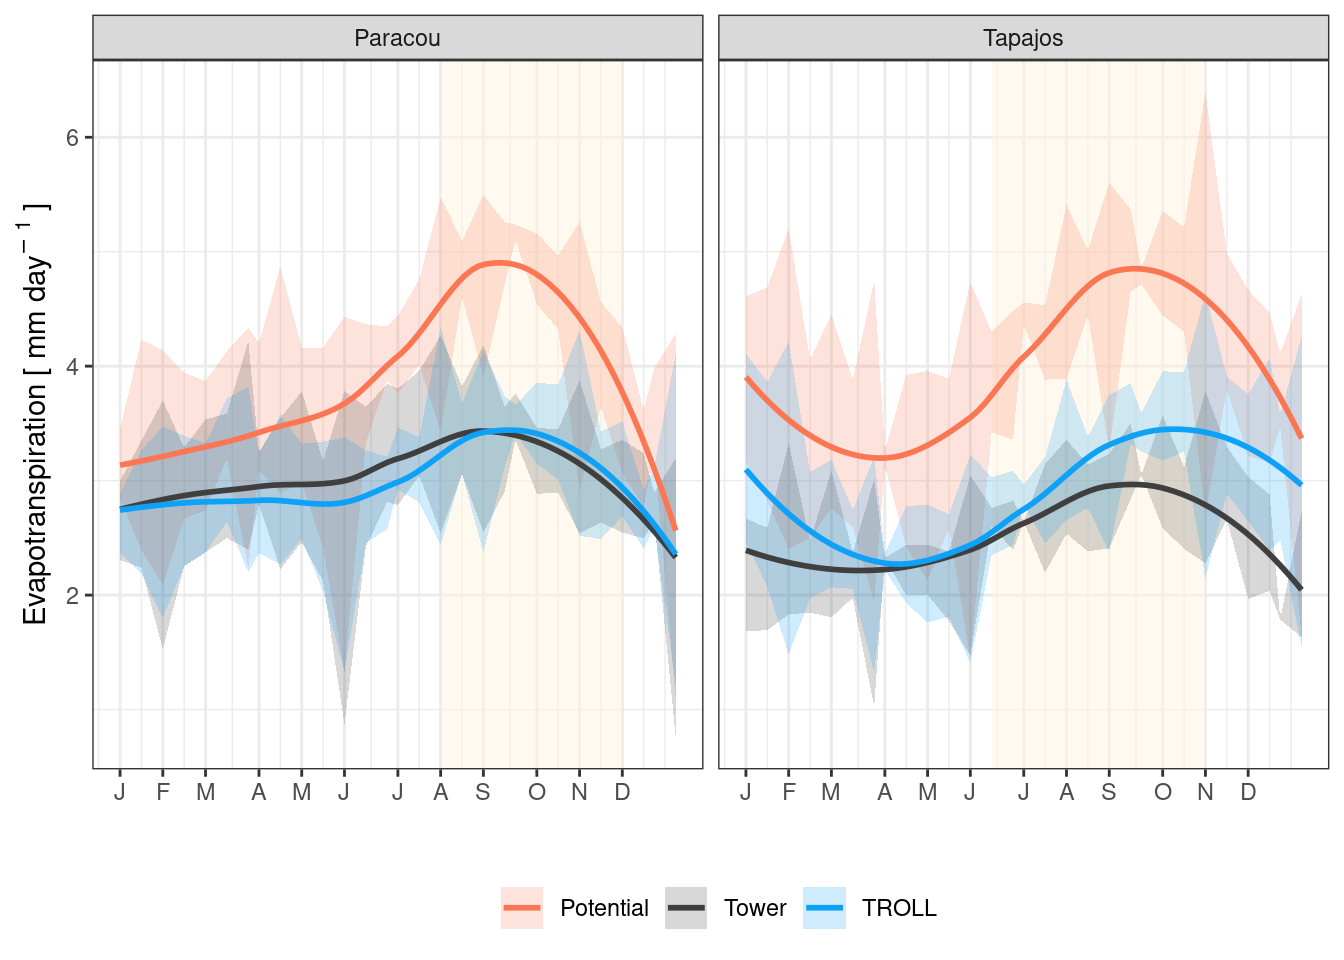 Paracou Tapajos
Evapotranspiration [ mm day⁻¹ ]
6
4
2
J F M A M J J A S O N D J F M A M J J A S O N D
Potential Tower TROLL